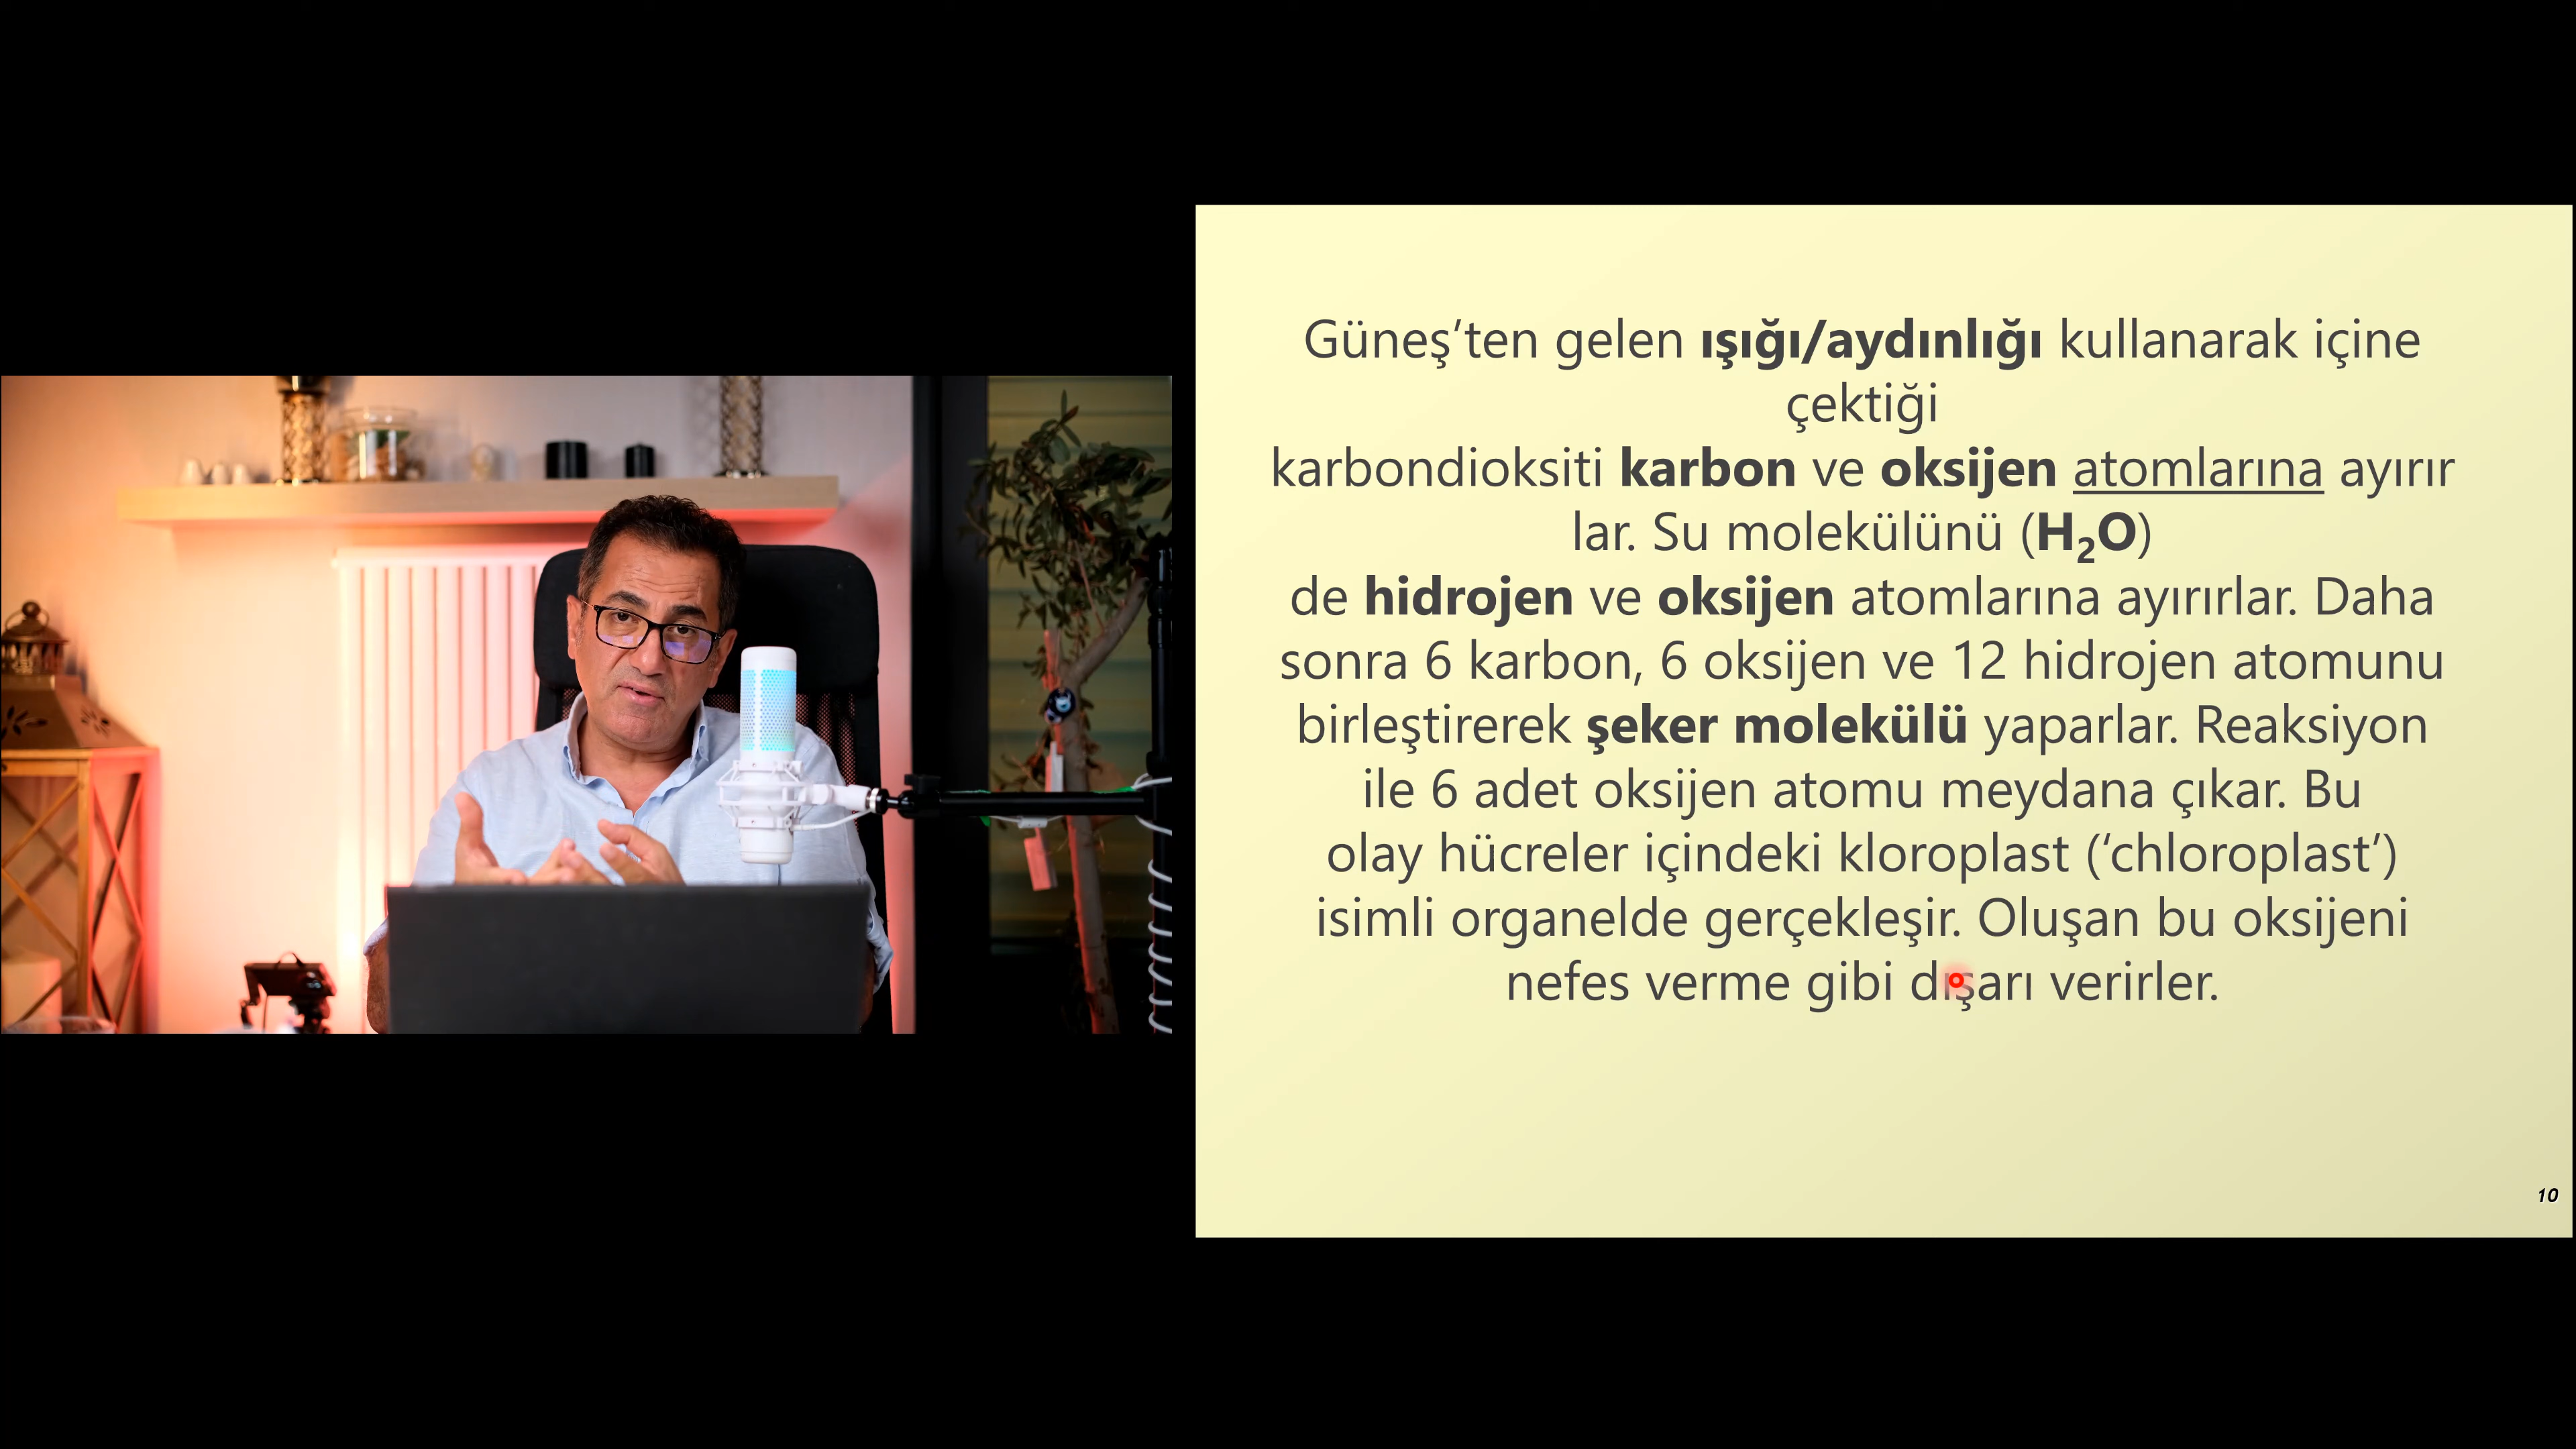 Güneş’ten gelen ışığı/aydınlığı kullanarak içine
çektiği
karbondioksiti karbon ve oksijen atomlarına ayırır
lar. Su molekülünü (H₂O)
de hidrojen ve oksijen atomlarına ayırırlar. Daha
sonra 6 karbon, 6 oksijen ve 12 hidrojen atomunu
birleştirerek şeker molekülü yaparlar. Reaksiyon
ile 6 adet oksijen atomu meydana çıkar. Bu
olay hücreler içindeki kloroplast (‘chloroplast’)
isimli organelde gerçekleşir. Oluşan bu oksijeni
nefes verme gibi dışarı verirler.
10